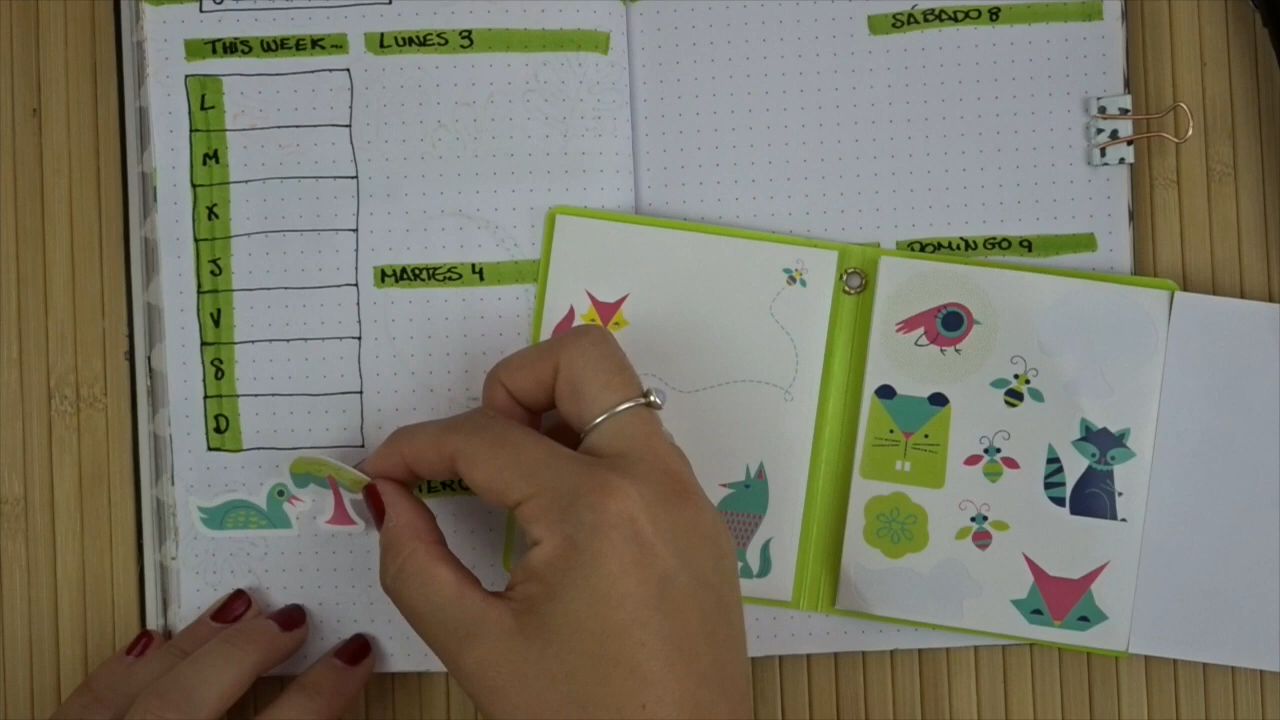 THIS WEEK...
LUNES 3
SÁBADO 8
L
M
X
J
V
S
D
MARTES 4
DOMINGO 9